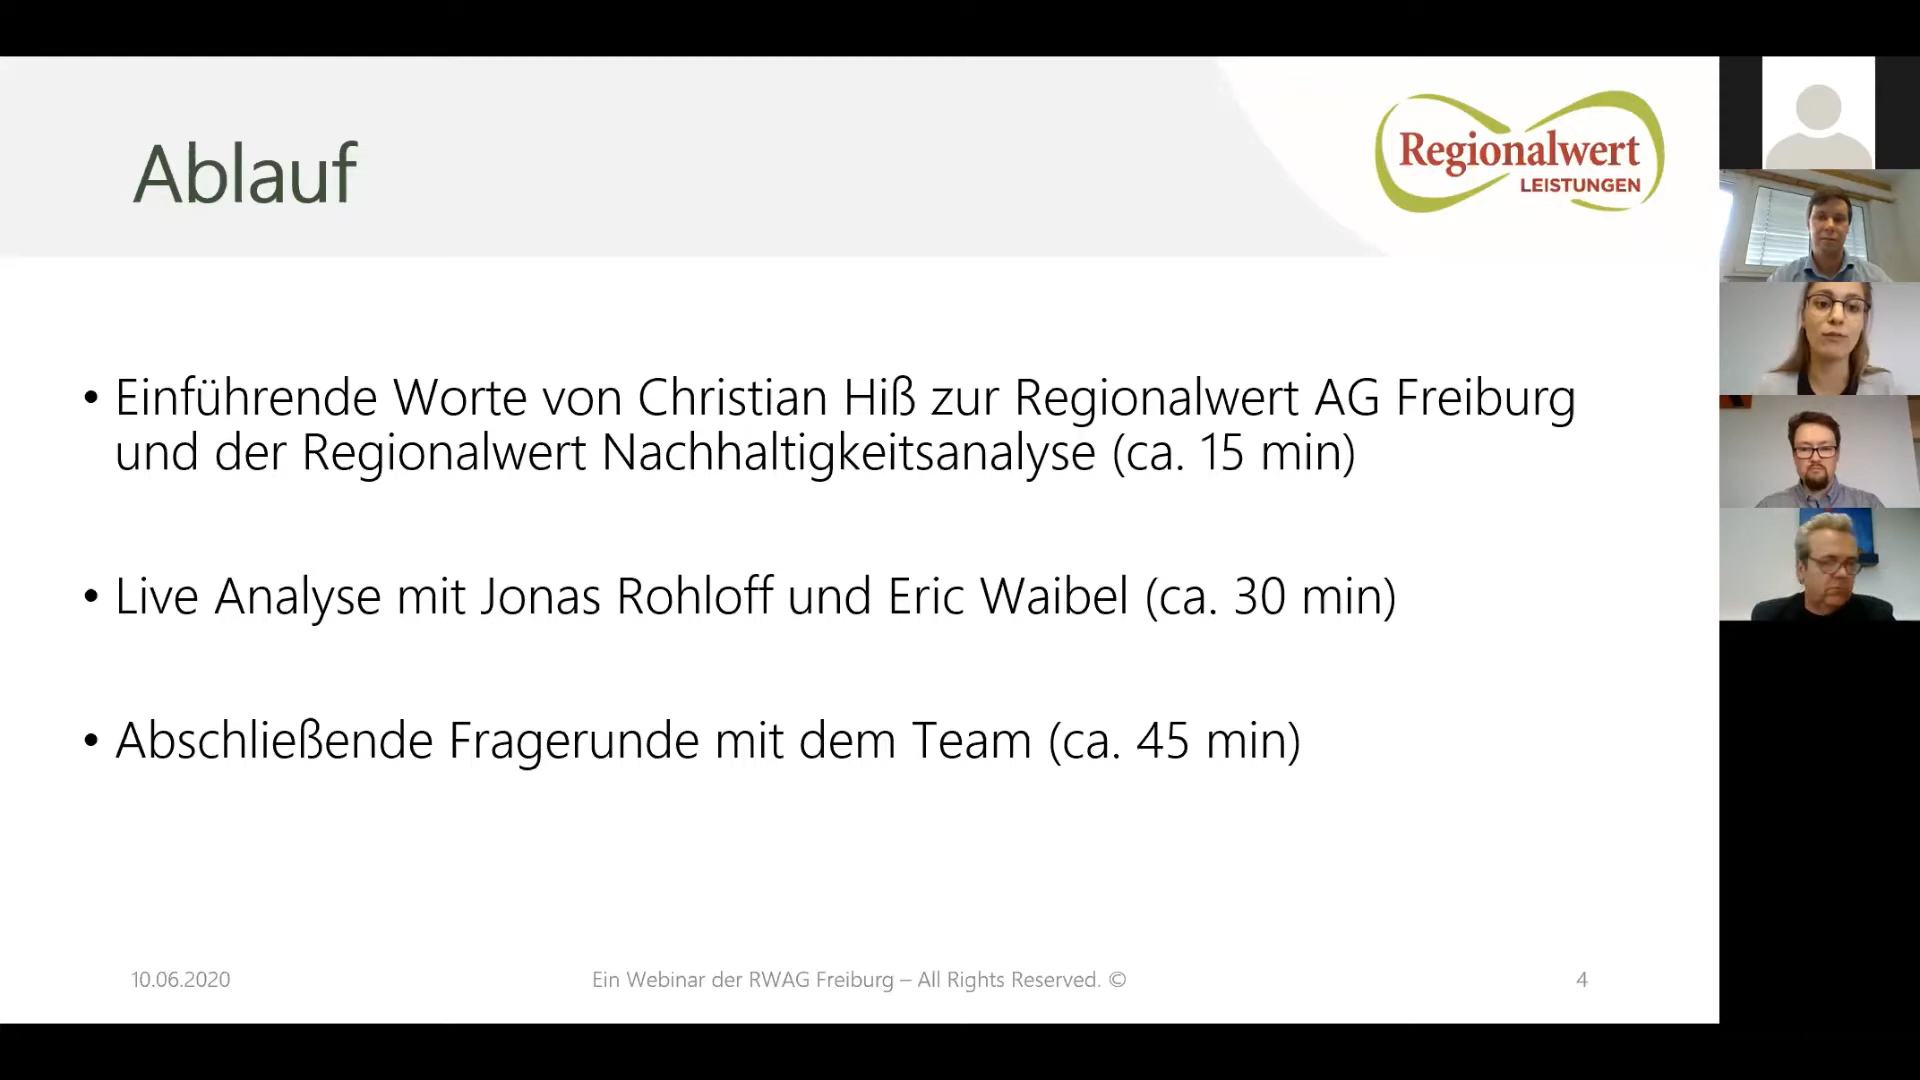 Ablauf
Regionalwert
LEISTUNGEN
• Einführende Worte von Christian Hiß zur Regionalwert AG Freiburg
und der Regionalwert Nachhaltigkeitsanalyse (ca. 15 min)
• Live Analyse mit Jonas Rohloff und Eric Waibel (ca. 30 min)
• Abschließende Fragerunde mit dem Team (ca. 45 min)
10.06.2020
Ein Webinar der RWAG Freiburg – All Rights Reserved. ©
4